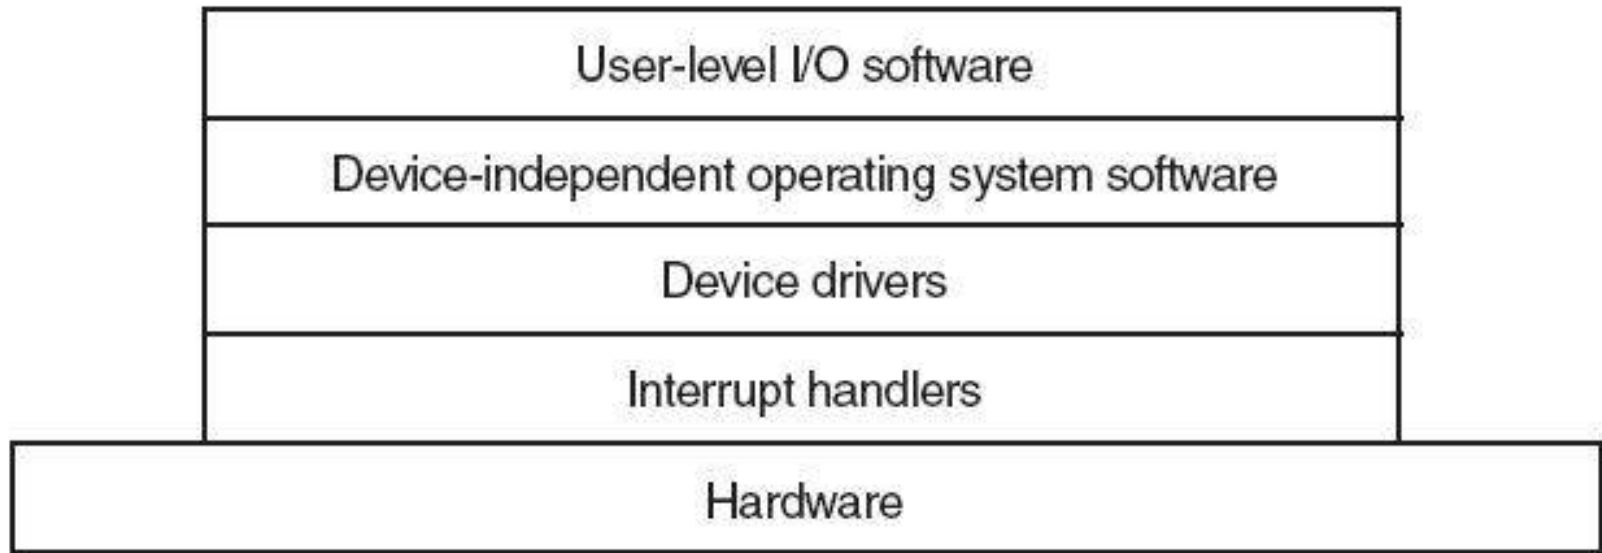 User-level I/O software
Device-independent operating system software
Device drivers
Interrupt handlers
Hardware